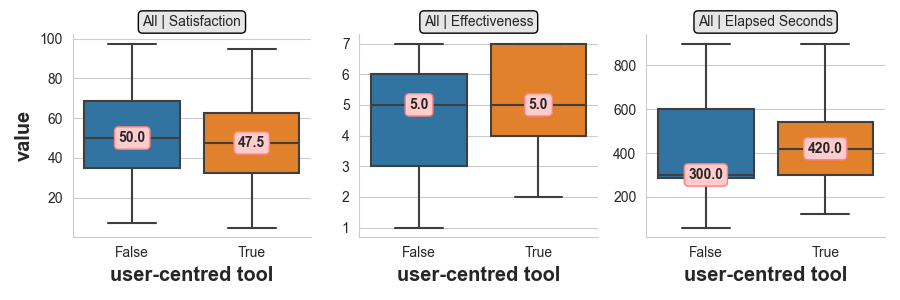 All | Satisfaction
All | Effectiveness
All | Elapsed Seconds
value
100
80
60
40
20
50.0
47.5
False
True
user-centred tool
7
6
5
4
3
2
1
5.0
5.0
False
True
user-centred tool
800
600
400
200
300.0
420.0
False
True
user-centred tool